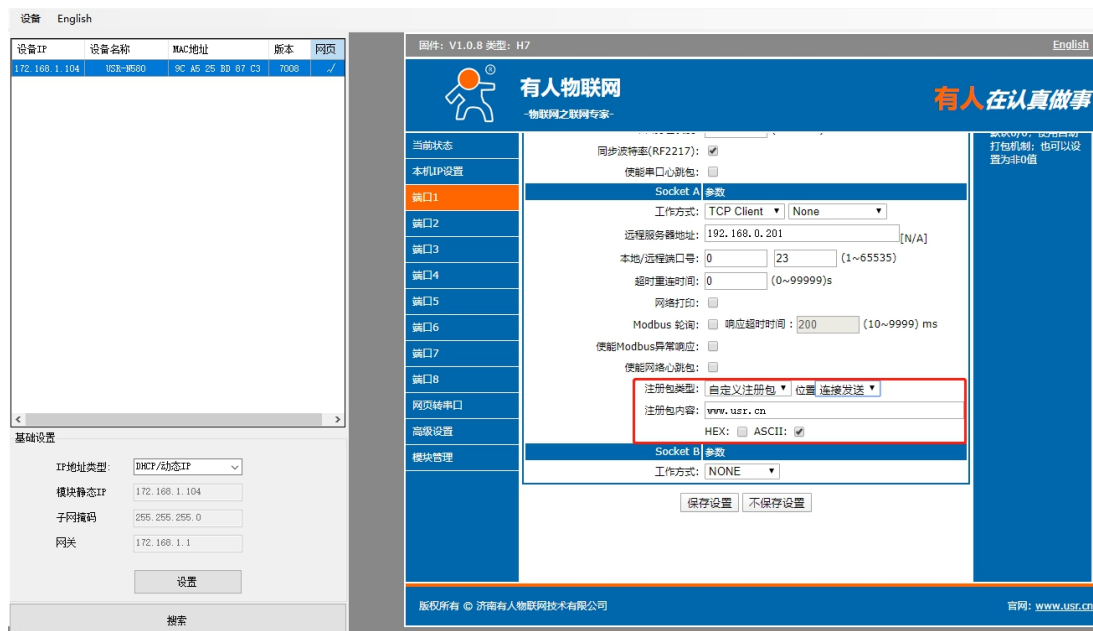 设备 English
设备IP 设备名称 MAC地址 版本 网页
172.168.1.104 USR-N580 9C A5 25 BD 87 C3 7008 √
基础设置
IP地址类型: DHCP/动态IP
模块静态IP 172.168.1.104
子网掩码 255.255.255.0
网关 172.168.1.1
设置
搜索
固件: V1.0.8 类型: H7 English
®
有人物联网
-物联网之联网专家-
有人在认真做事
当前状态
本机IP设置
端口1
端口2
端口3
端口4
端口5
端口6
端口7
端口8
网页转串口
高级设置
模块管理
同步波特率(RF2217):
使能串口心跳包:
Socket A 参数
工作方式: TCP Client None
远程服务器地址: 192.168.0.201 [N/A]
本地/远程端口号: 0 23 (1~65535)
超时重连时间: 0 (0~99999)s
网络打印:
Modbus 轮询: 响应超时时间: 200 (10~9999) ms
使能Modbus异常响应:
使能网络心跳包:
注册包类型: 自定义注册包 位置 连接发送
注册包内容: www.usr.cn
HEX: ASCII:
Socket B 参数
工作方式: NONE
保存设置 不保存设置
打包机制; 也可以设
置为非0值
版权所有 © 济南有人物联网技术有限公司 官网: www.usr.cn